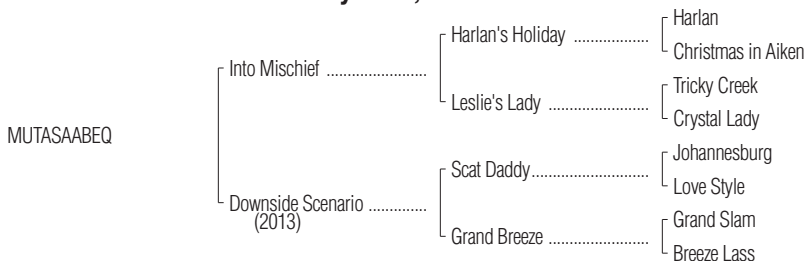 Harlan
Harlan's Holiday ...................
Christmas in Aiken
Into Mischief .........................
Tricky Creek
Leslie's Lady .........................
Crystal Lady
MUTASAABEQ
Johannesburg
Scat Daddy.............................
Love Style
Downside Scenario ..............
(2013)
Grand Slam
Grand Breeze .........................
Breeze Lass